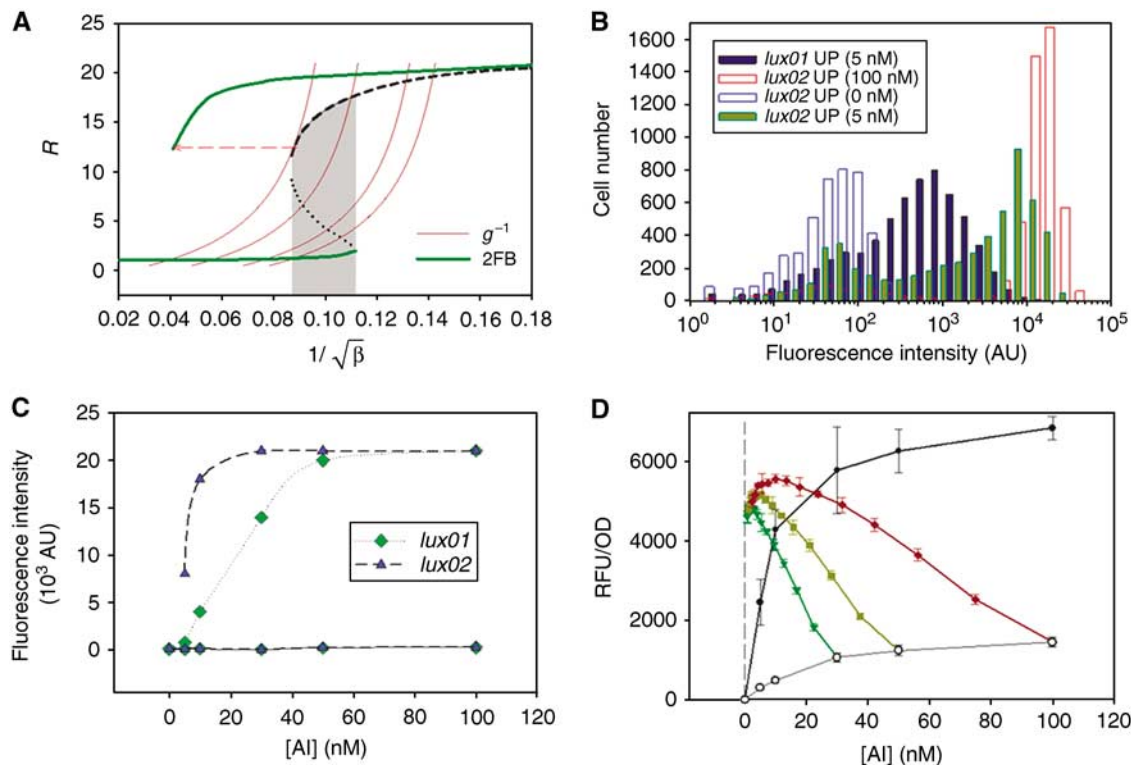 A
25
20
15
10
5
0
R
0.02 0.04 0.06 0.08 0.10 0.12 0.14 0.16 0.18
1/√β
g⁻¹
2FB
B
1600
1400
1200
1000
800
600
400
200
0
Cell number
lux01 UP (5 nM)
lux02 UP (100 nM)
lux02 UP (0 nM)
lux02 UP (5 nM)
10⁰ 10¹ 10² 10³ 10⁴ 10⁵
Fluorescence intensity (AU)
C
25
20
15
10
5
0
Fluorescence intensity
(10³ AU)
lux01
lux02
0 20 40 60 80 100 120
[AI] (nM)
D
6000
4000
2000
0
RFU/OD
0 20 40 60 80 100 120
[AI] (nM)